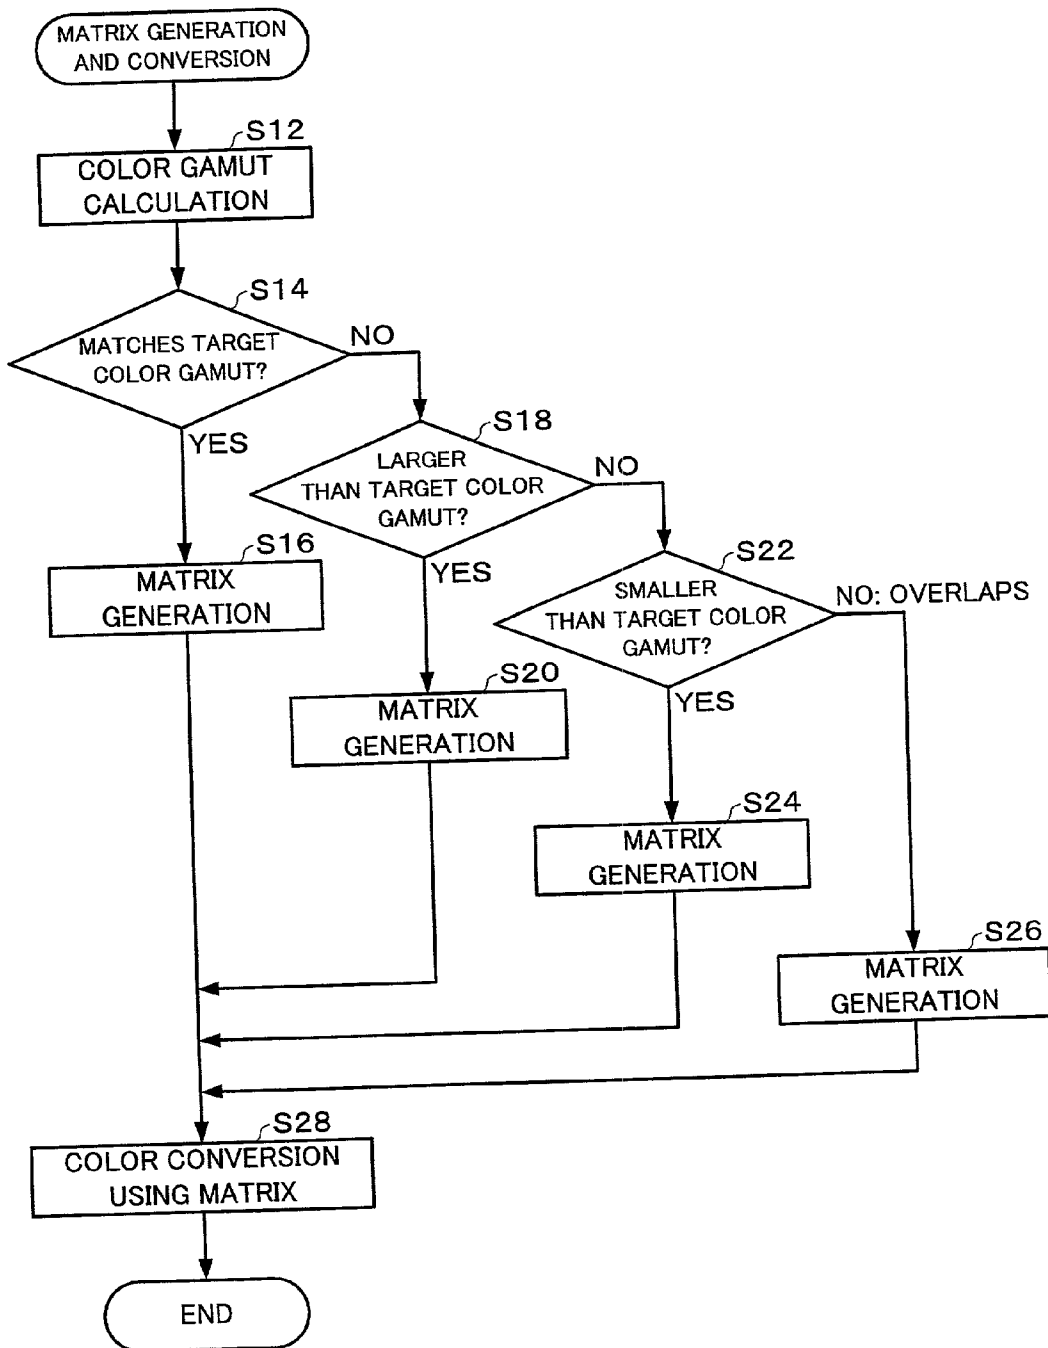 MATRIX GENERATION
AND CONVERSION
S12
COLOR GAMUT
CALCULATION
S14
MATCHES TARGET
COLOR GAMUT?
NO
YES
S18
LARGER
THAN TARGET COLOR
GAMUT?
NO
YES
S16
MATRIX
GENERATION
S22
SMALLER
THAN TARGET COLOR
GAMUT?
NO: OVERLAPS
YES
S20
MATRIX
GENERATION
S24
MATRIX
GENERATION
S26
MATRIX
GENERATION
S28
COLOR CONVERSION
USING MATRIX
END